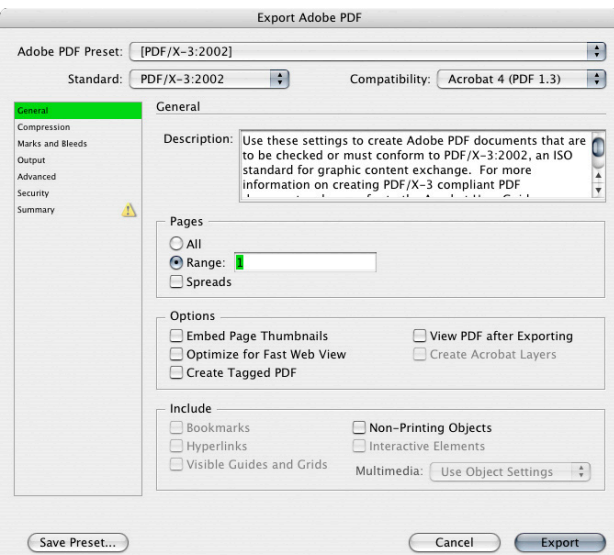 Export Adobe PDF
Adobe PDF Preset: [PDF/X-3:2002]
Standard: PDF/X-3:2002 Compatibility: Acrobat 4 (PDF 1.3)
General
Compression
Marks and Bleeds
Output
Advanced
Security
Summary
General
Description: Use these settings to create Adobe PDF documents that are
to be checked or must conform to PDF/X-3:2002, an ISO
standard for graphic content exchange. For more
information on creating PDF/X-3 compliant PDF
Pages
All
Range: 1
Spreads
Options
Embed Page Thumbnails View PDF after Exporting
Optimize for Fast Web View Create Acrobat Layers
Create Tagged PDF
Include
Bookmarks Non-Printing Objects
Hyperlinks Interactive Elements
Visible Guides and Grids Multimedia: Use Object Settings
Save Preset... Cancel Export